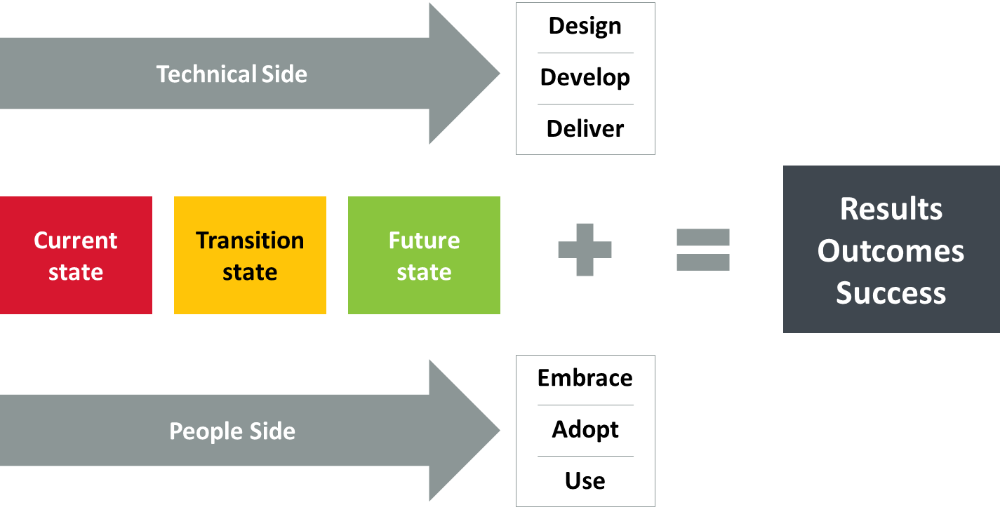 Technical Side
Design
Develop
Deliver
Current
state
Transition
state
Future
state
Results
Outcomes
Success
People Side
Embrace
Adopt
Use